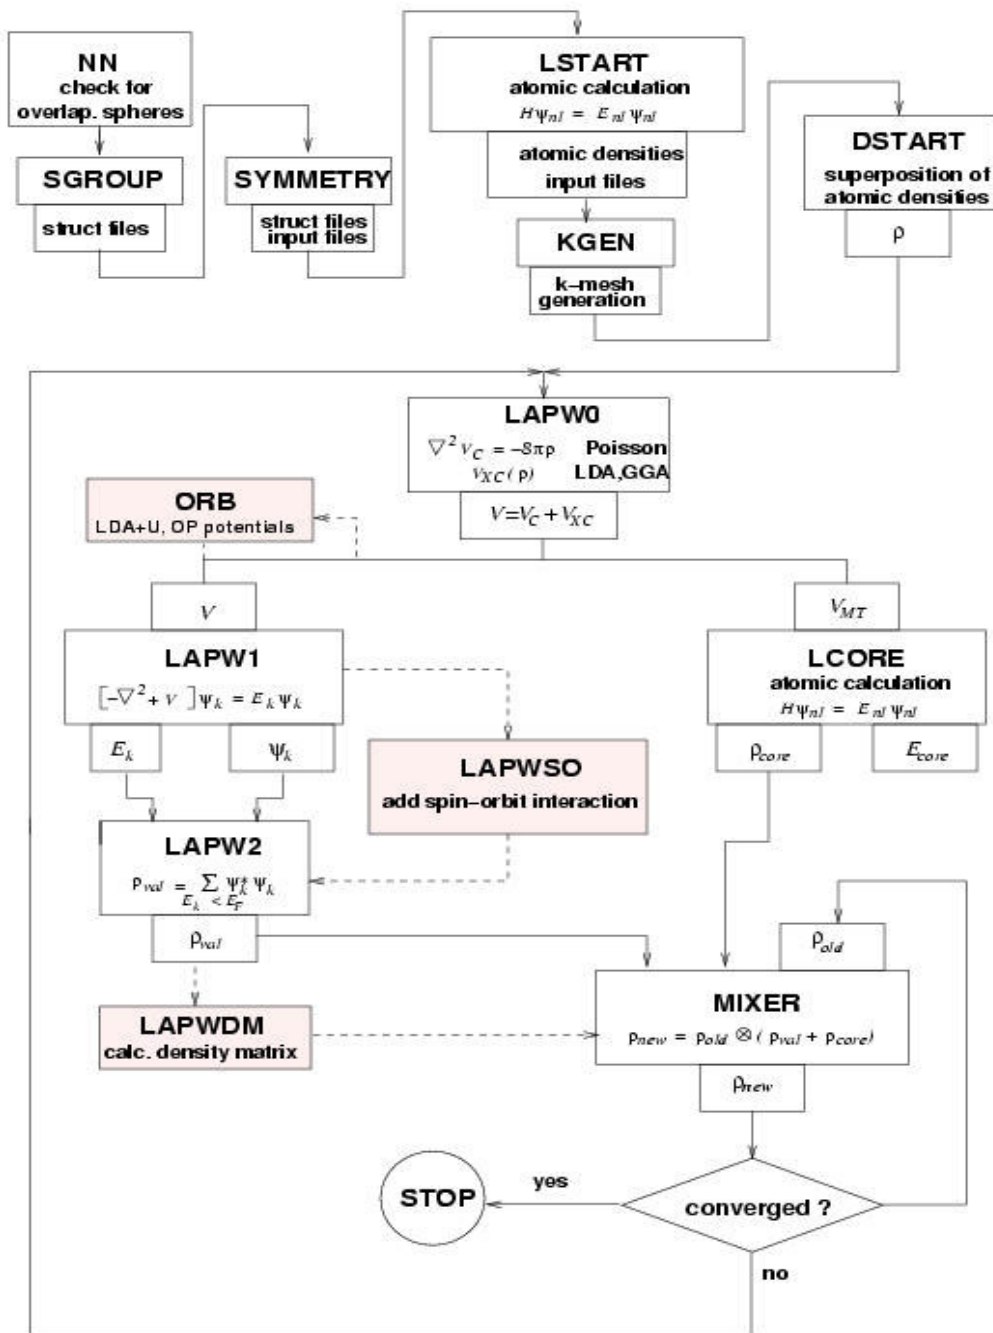 NN
check for
overlap. spheres
SGROUP
struct files
SYMMETRY
struct files
input files
LSTART
atomic calculation
Hψnl = Enl ψnl
atomic densities
input files
KGEN
k-mesh
generation
DSTART
superposition of
atomic densities
ρ
LAPW0
▽²VC = -8πρ Poisson
VXC(ρ) LDA,GGA
V=VC+VXC
ORB
LDA+U, OP potentials
V
LAPW1
[-▽²+V]ψk = Ek ψk
Ek
ψk
LAPWSO
add spin-orbit interaction
VMT
LCORE
atomic calculation
Hψnl = Enl ψnl
ρcore
Ecore
LAPW2
ρval = Σ ψk* ψk
Ek < EF
ρval
LAPWDM
calc. density matrix
ρold
MIXER
ρnew = ρold ⊗ (ρval + ρcore)
ρnew
STOP
yes
converged ?
no